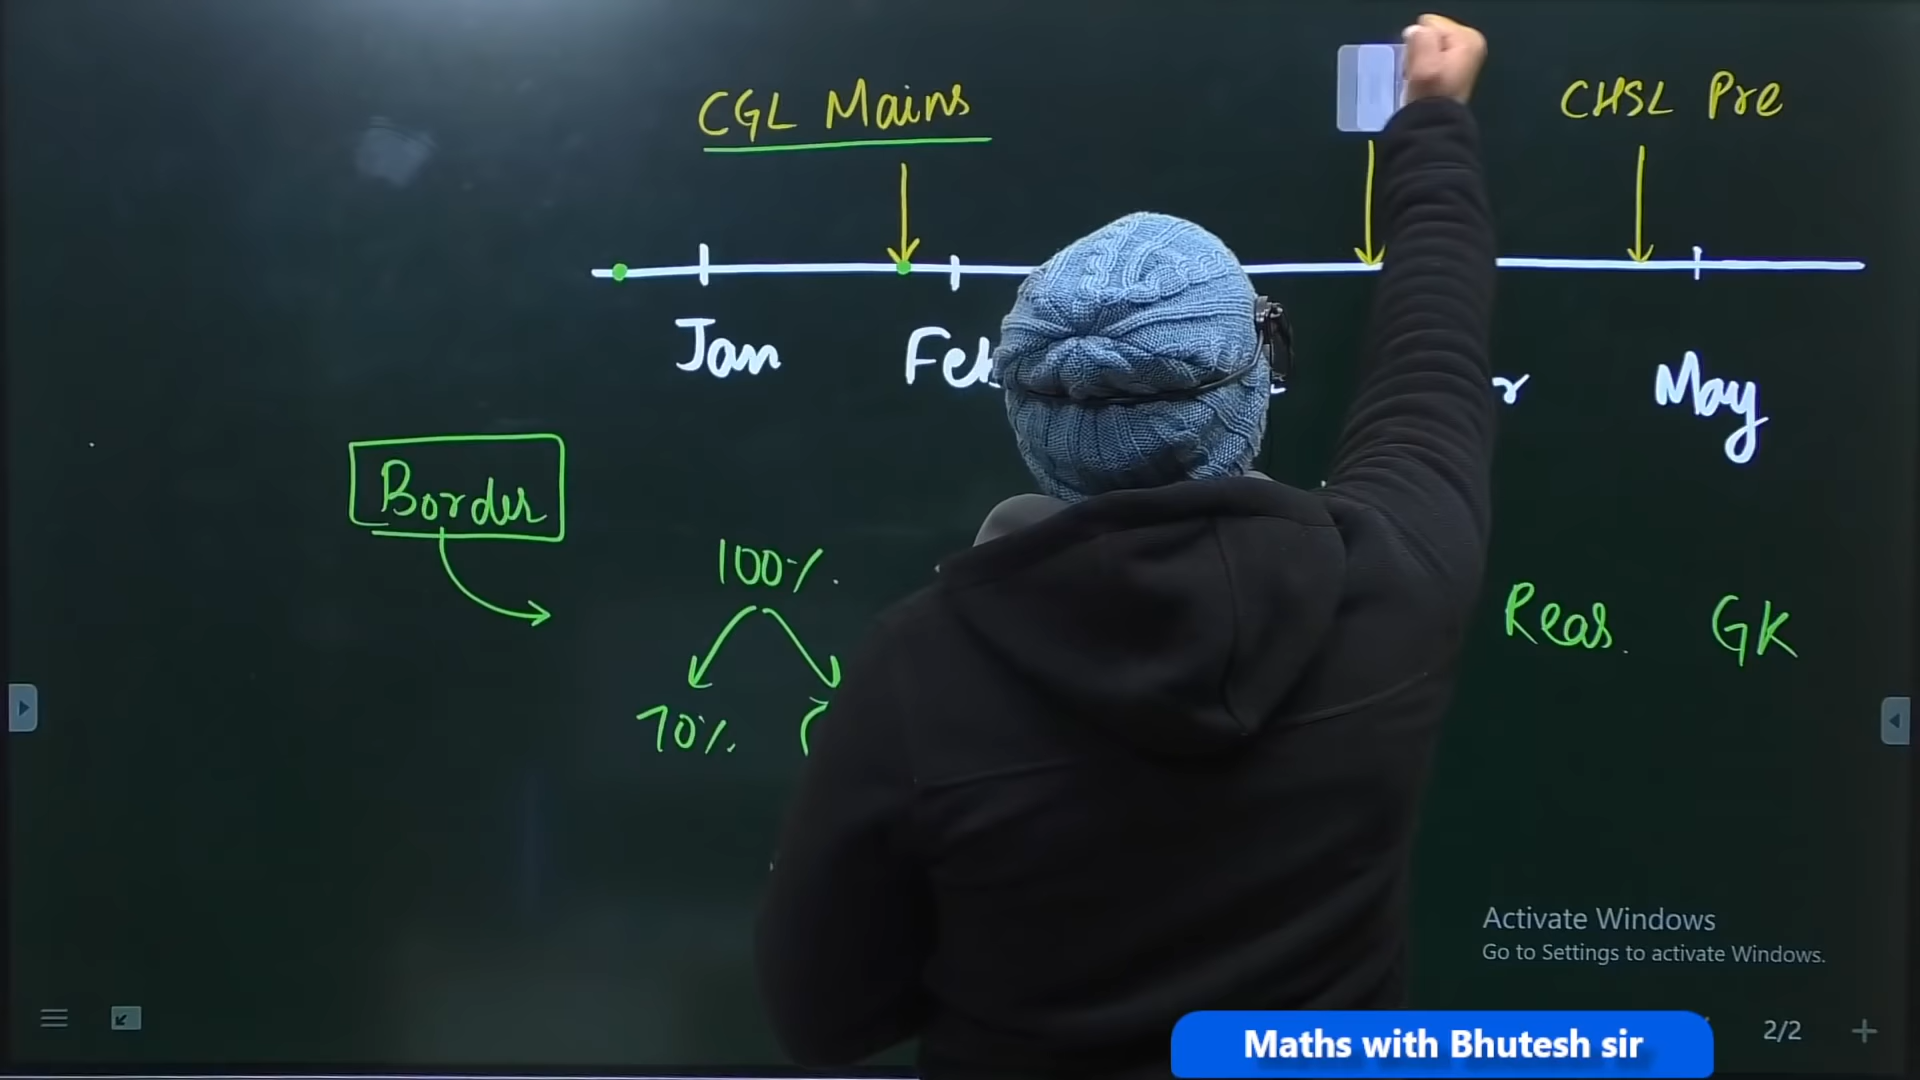 CGL Mains
CHSL Pre
Jan
May
Border
100%.
70%.
Reas. GK
Activate Windows
Go to Settings to activate Windows.
Maths with Bhutesh sir
2/2